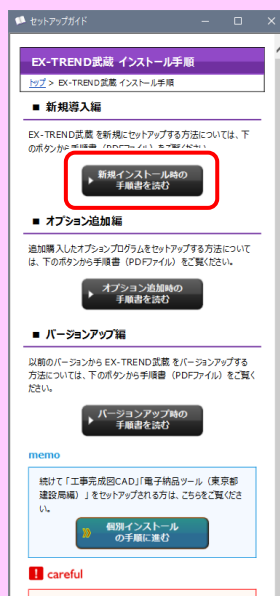 セットアップガイド
EX-TREND武蔵 インストール手順
トップ > EX-TREND武蔵 インストール手順
■ 新規導入編
EX-TREND武蔵 を新規にセットアップする方法については、下
のボタンから手順書（PDFファイル）をご覧ください。
新規インストール時の
手順書を読む
■ オプション追加編
追加購入したオプションプログラムをセットアップする方法について
は、下のボタンから手順書（PDFファイル）をご覧ください。
オプション追加時の
手順書を読む
■ バージョンアップ編
以前のバージョンから EX-TREND武蔵 をバージョンアップする
方法については、下のボタンから手順書（PDFファイル）をご覧く
ださい。
バージョンアップ時の
手順書を読む
memo
続けて「工事完成図CAD」「電子納品ツール（東京都
建設局編）」をセットアップされる方は、こちらをご覧くださ
い。
個別インストール
の手順に進む
careful